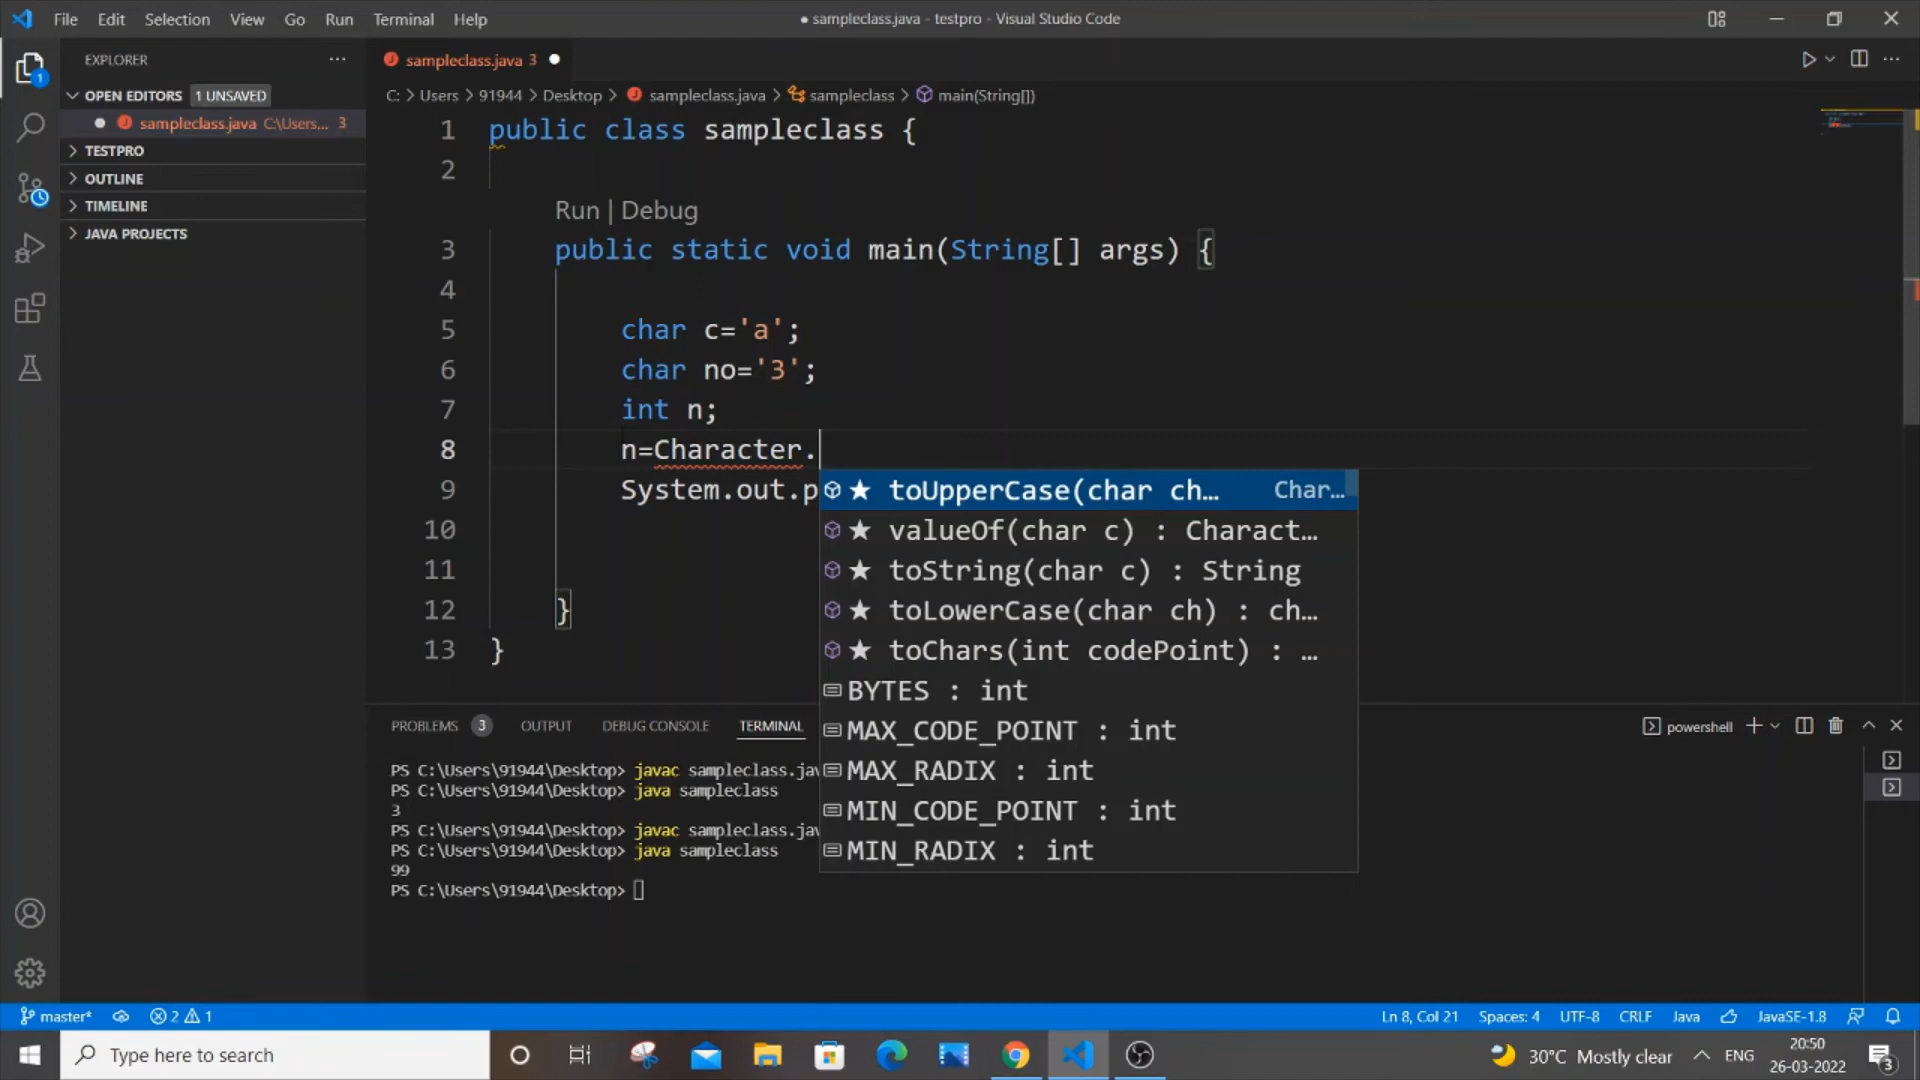 File Edit Selection View Go Run Terminal Help
● sampleclass.java - testpro - Visual Studio Code
EXPLORER
OPEN EDITORS 1 UNSAVED
sampleclass.java C:\Users... 3
TESTPRO
OUTLINE
TIMELINE
JAVA PROJECTS
1
sampleclass.java 3
C: > Users > 91944 > Desktop > sampleclass.java > sampleclass > main(String[])
1 public class sampleclass {
2
Run | Debug
3 public static void main(String[] args) {
4
5 char c='a';
6 char no='3';
7 int n;
8 n=Character.
9 System.out.p
10
11
12 }
13 }
★ toUpperCase(char ch… Char…
★ valueOf(char c) : Charact…
★ toString(char c) : String
★ toLowerCase(char ch) : ch…
★ toChars(int codePoint) : …
BYTES : int
MAX_CODE_POINT : int
MAX_RADIX : int
MIN_CODE_POINT : int
MIN_RADIX : int
PROBLEMS 3 OUTPUT DEBUG CONSOLE TERMINAL
powershell
PS C:\Users\91944\Desktop> javac sampleclass.jav
PS C:\Users\91944\Desktop> java sampleclass
3
PS C:\Users\91944\Desktop> javac sampleclass.jav
PS C:\Users\91944\Desktop> java sampleclass
99
PS C:\Users\91944\Desktop>
master* 2 1
Ln 8, Col 21 Spaces: 4 UTF-8 CRLF Java JavaSE-1.8
Type here to search
30°C Mostly clear ENG
20:50
26-03-2022
3